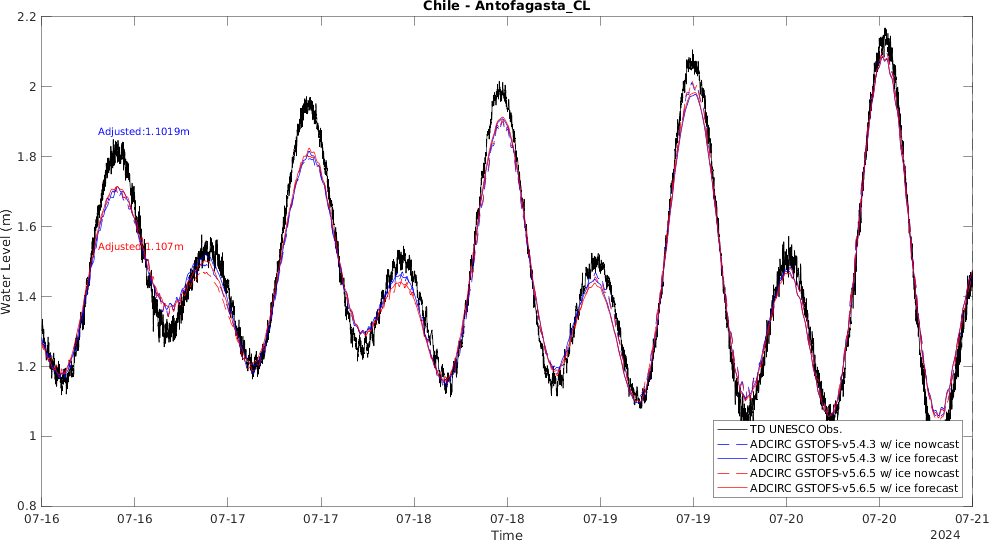 Chile - Antofagasta_CL
2.2
2
1.8
1.6
1.4
1.2
1
0.8
Water Level (m)
Adjusted:1.1019m
Adjusted:1.107m
TD UNESCO Obs.
ADCIRC GSTOFS-v5.4.3 w/ ice nowcast
ADCIRC GSTOFS-v5.4.3 w/ ice forecast
ADCIRC GSTOFS-v5.6.5 w/ ice nowcast
ADCIRC GSTOFS-v5.6.5 w/ ice forecast
07-16 07-16 07-17 07-17 07-18 07-18 07-19 07-19 07-20 07-20 07-21
Time
2024